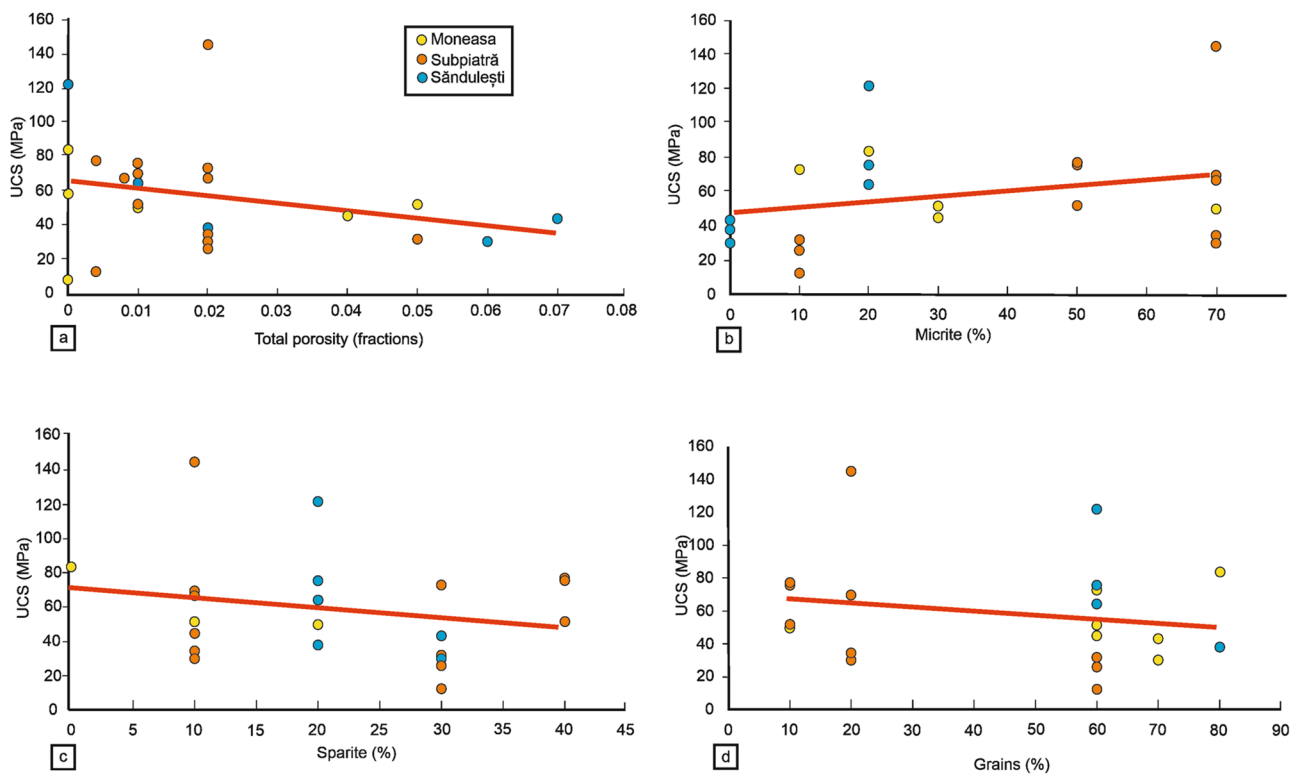 160
140
120
100
80
60
40
20
0
UCS (MPa)
0 0.01 0.02 0.03 0.04 0.05 0.06 0.07 0.08
Total porosity (fractions)
a
Moneasa
Subpiatră
Săndulești
160
140
120
100
80
60
40
20
0
UCS (MPa)
0 10 20 30 40 50 60 70
Micrite (%)
b
160
140
120
100
80
60
40
20
0
UCS (MPa)
0 5 10 15 20 25 30 35 40 45
Sparite (%)
c
160
140
120
100
80
60
40
20
0
UCS (MPa)
0 10 20 30 40 50 60 70 80 90
Grains (%)
d